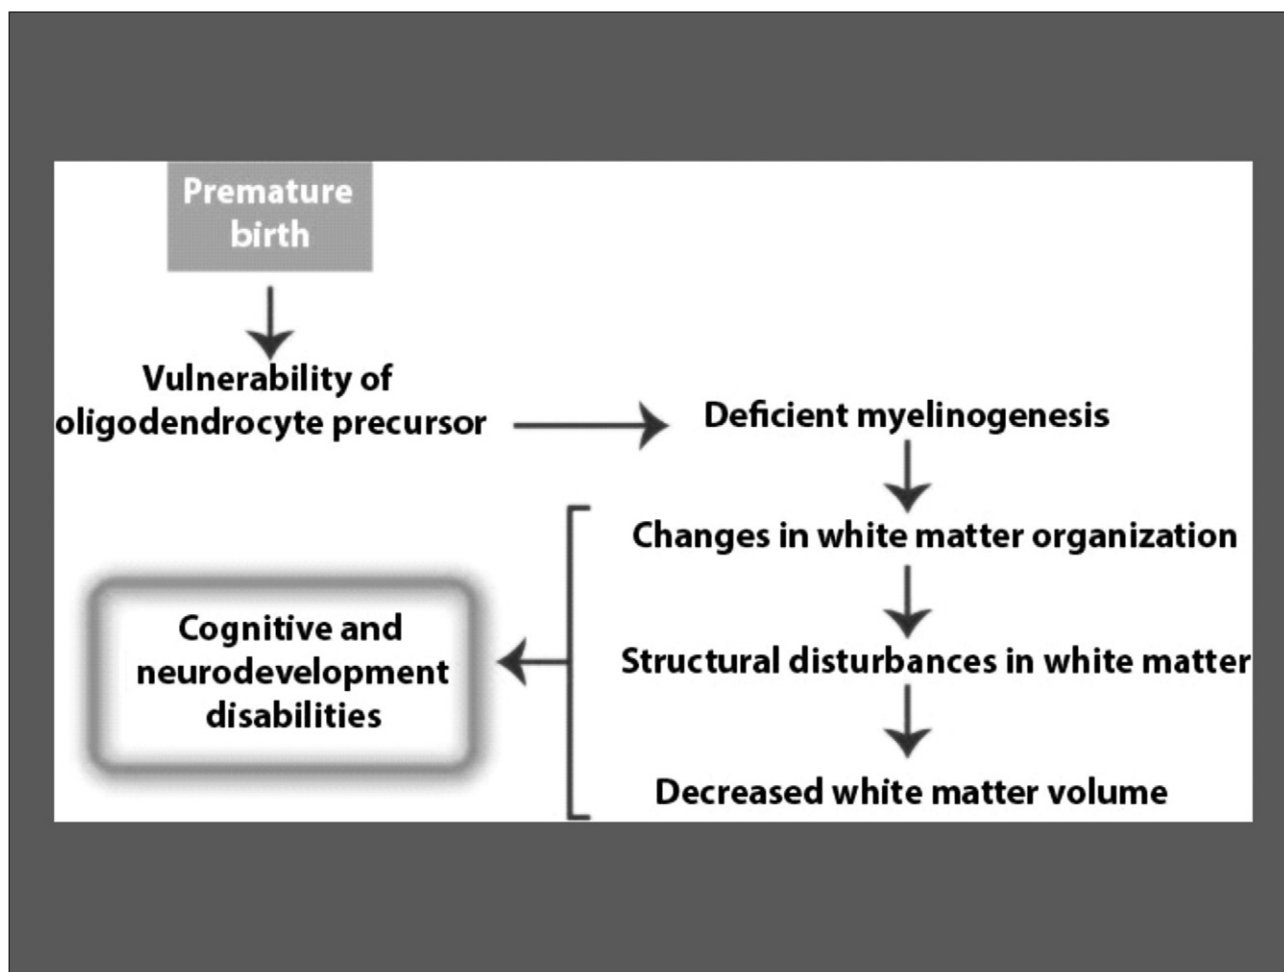 Premature
birth
Vulnerability of
oligodendrocyte precursor
Deficient myelinogenesis
Changes in white matter organization
Structural disturbances in white matter
Decreased white matter volume
Cognitive and
neurodevelopment
disabilities